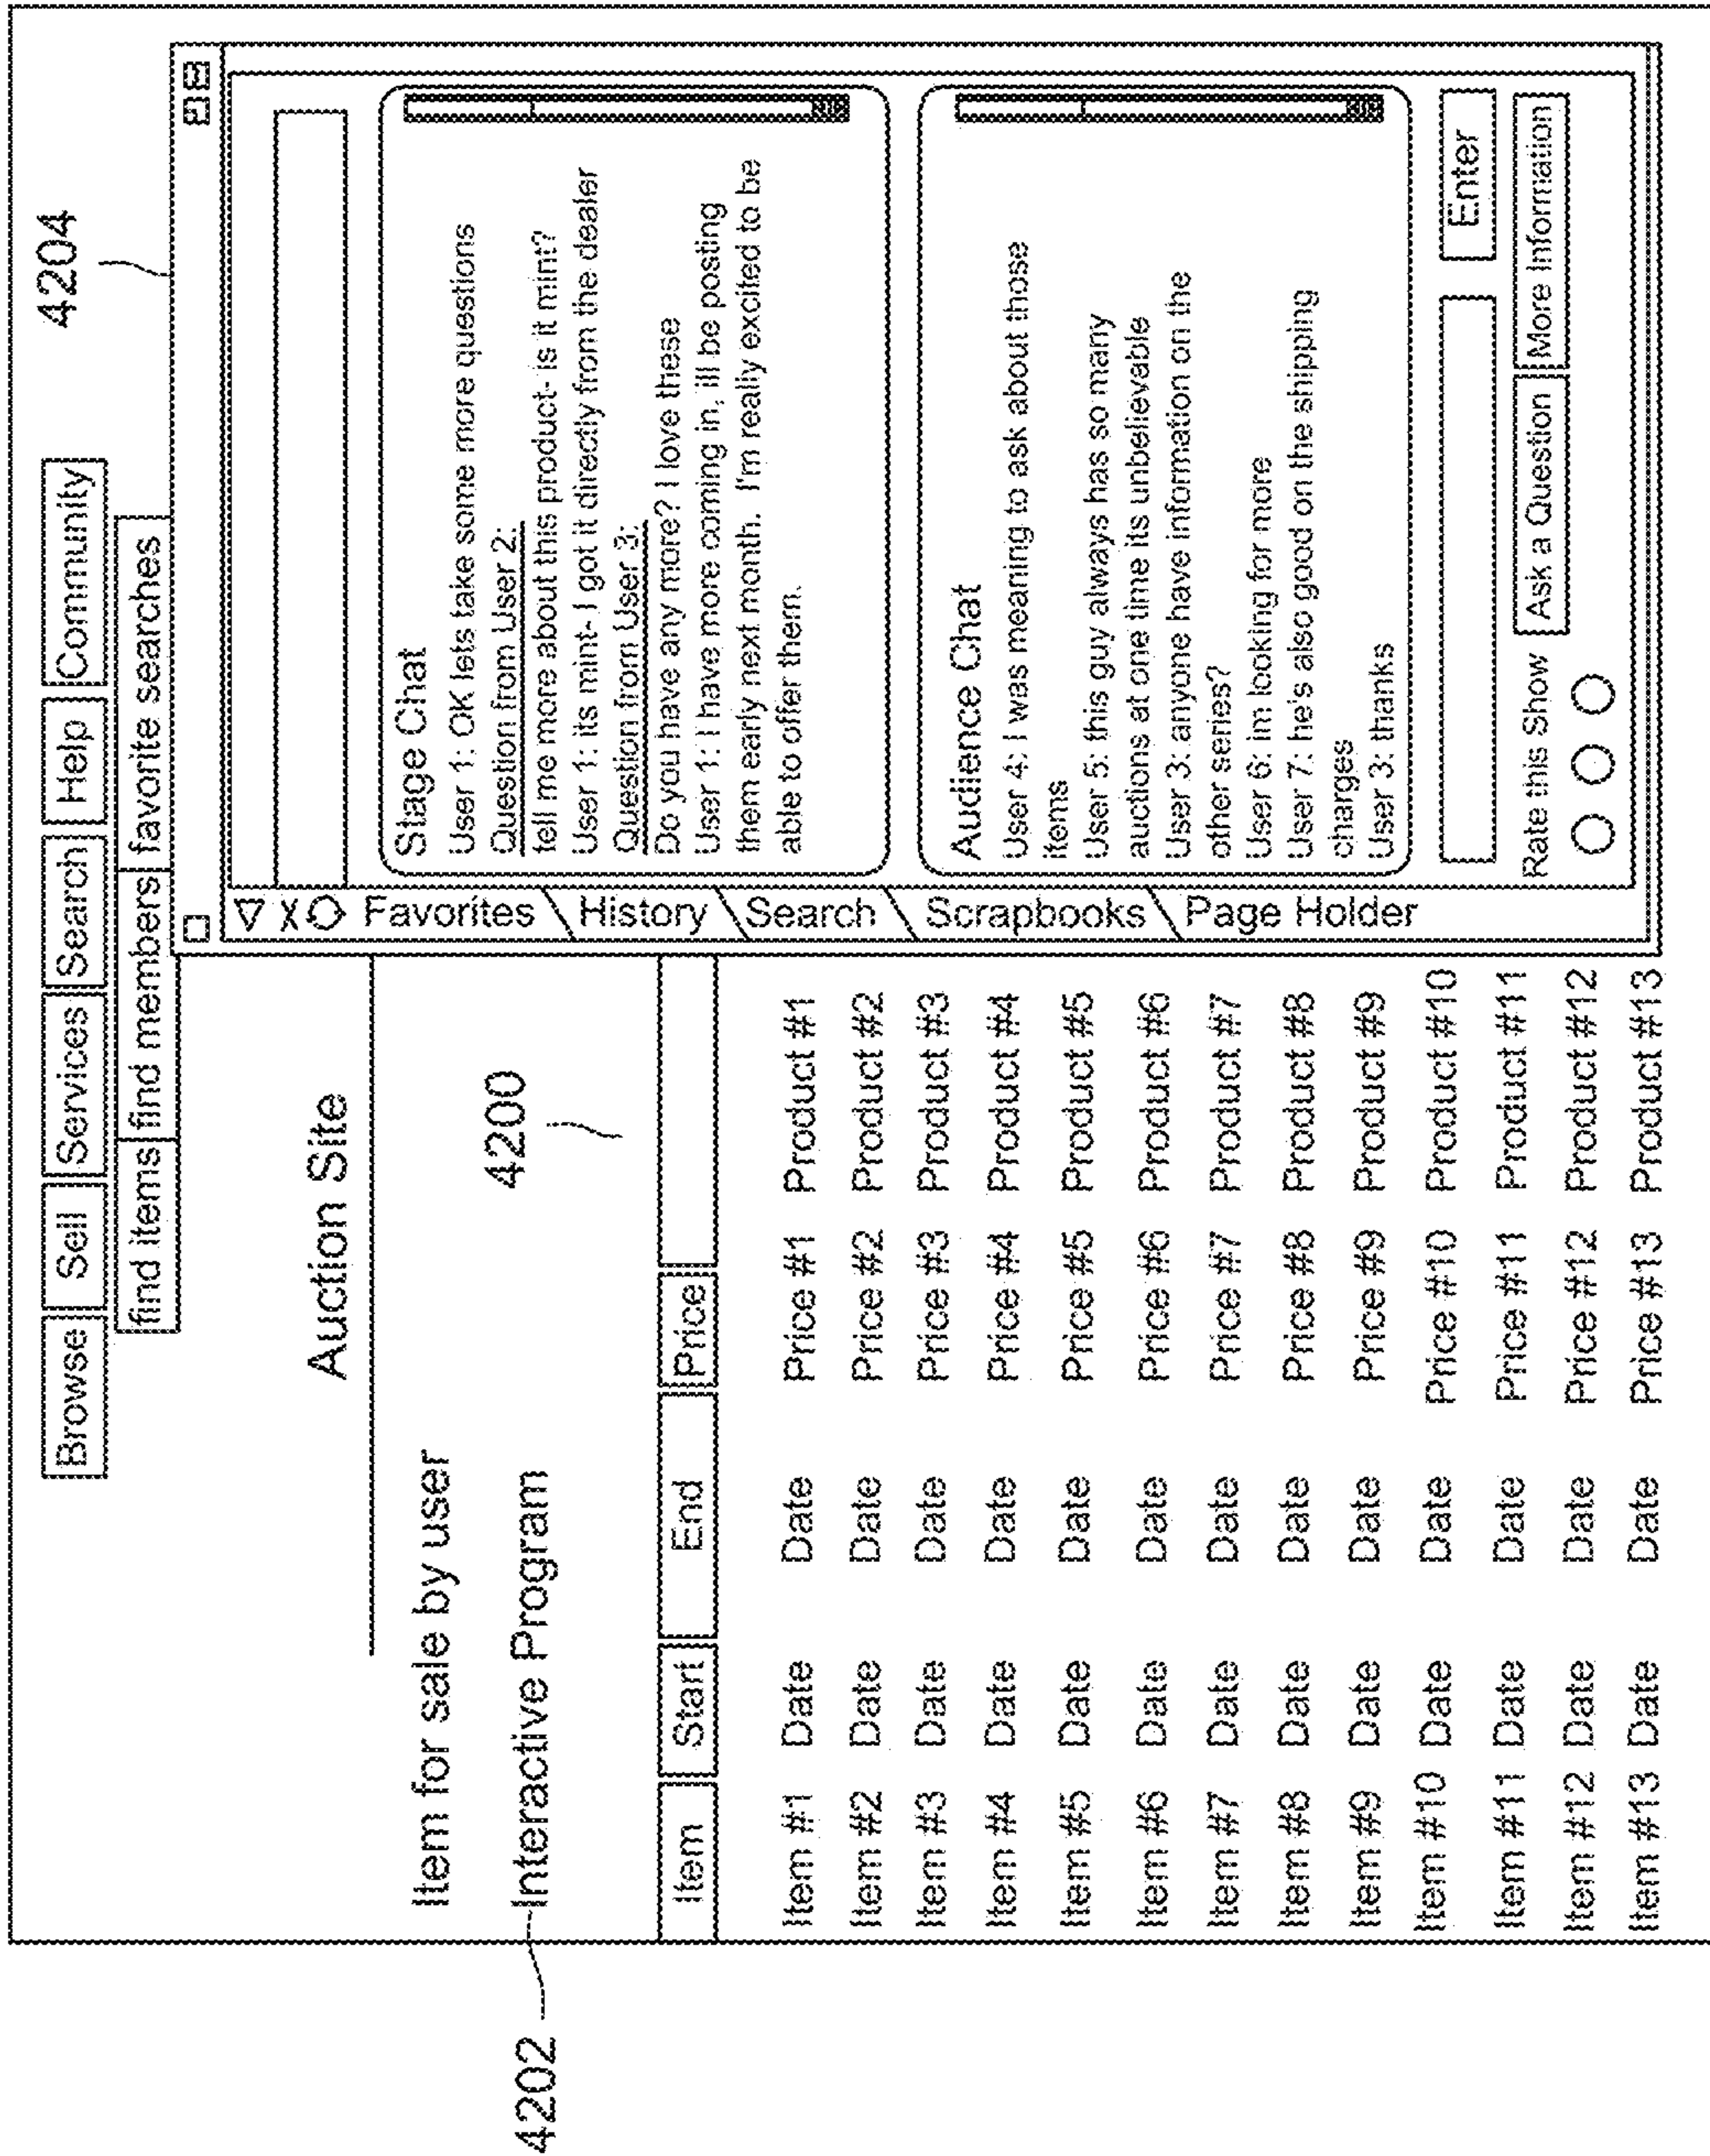 4204
Browse Sell Services Search Help Community
find items find members favorite searches
Auction Site
Item for sale by user
4200
4202 Interactive Program
Item Start End Price
Item #1 Date Date Price #1 Product #1
Item #2 Date Date Price #2 Product #2
Item #3 Date Date Price #3 Product #3
Item #4 Date Date Price #4 Product #4
Item #5 Date Date Price #5 Product #5
Item #6 Date Date Price #6 Product #6
Item #7 Date Date Price #7 Product #7
Item #8 Date Date Price #8 Product #8
Item #9 Date Date Price #9 Product #9
Item #10 Date Date Price #10 Product #10
Item #11 Date Date Price #11 Product #11
Item #12 Date Date Price #12 Product #12
Item #13 Date Date Price #13 Product #13
X
Favorites
History
Search
Scrapbooks
Page Holder
Stage Chat
User 1: OK lets take some more questions
Question from User 2:
tell me more about this product- is it mint?
User 1: its mint- I got it directly from the dealer
Question from User 3:
Do you have any more? I love these
User 1: I have more coming in, ill be posting
them early next month. I'm really excited to be
able to offer them.
Audience Chat
User 4: I was meaning to ask about those
items
User 5: this guy always has so many
auctions at one time its unbelievable
User 3: anyone have information on the
other series?
User 6: im looking for more
User 7: he's also good on the shipping
charges
User 3: thanks
Enter
Rate this Show Ask a Question More Information